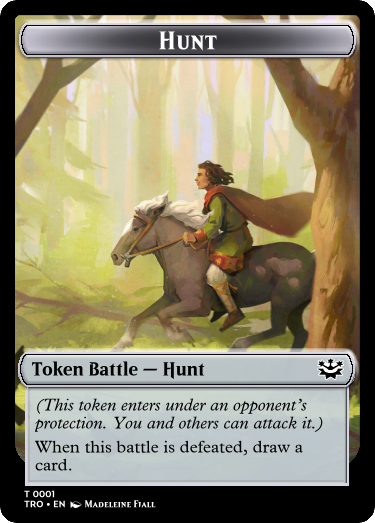 Hunt
Token Battle — Hunt
(This token enters under an opponent's
protection. You and others can attack it.)
When this battle is defeated, draw a
card.
T 0001
TRO • EN Madeleine Fiall